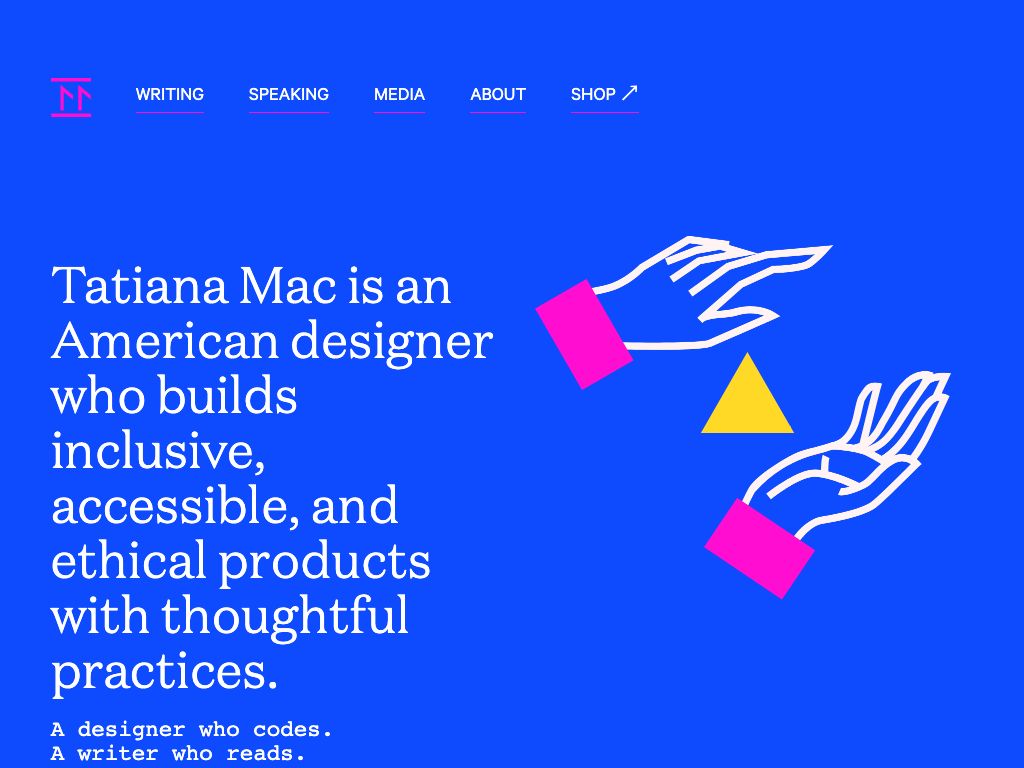 WRITING
SPEAKING
MEDIA
ABOUT
SHOP ↗
Tatiana Mac is an
American designer
who builds
inclusive,
accessible, and
ethical products
with thoughtful
practices.
A designer who codes.
A writer who reads.